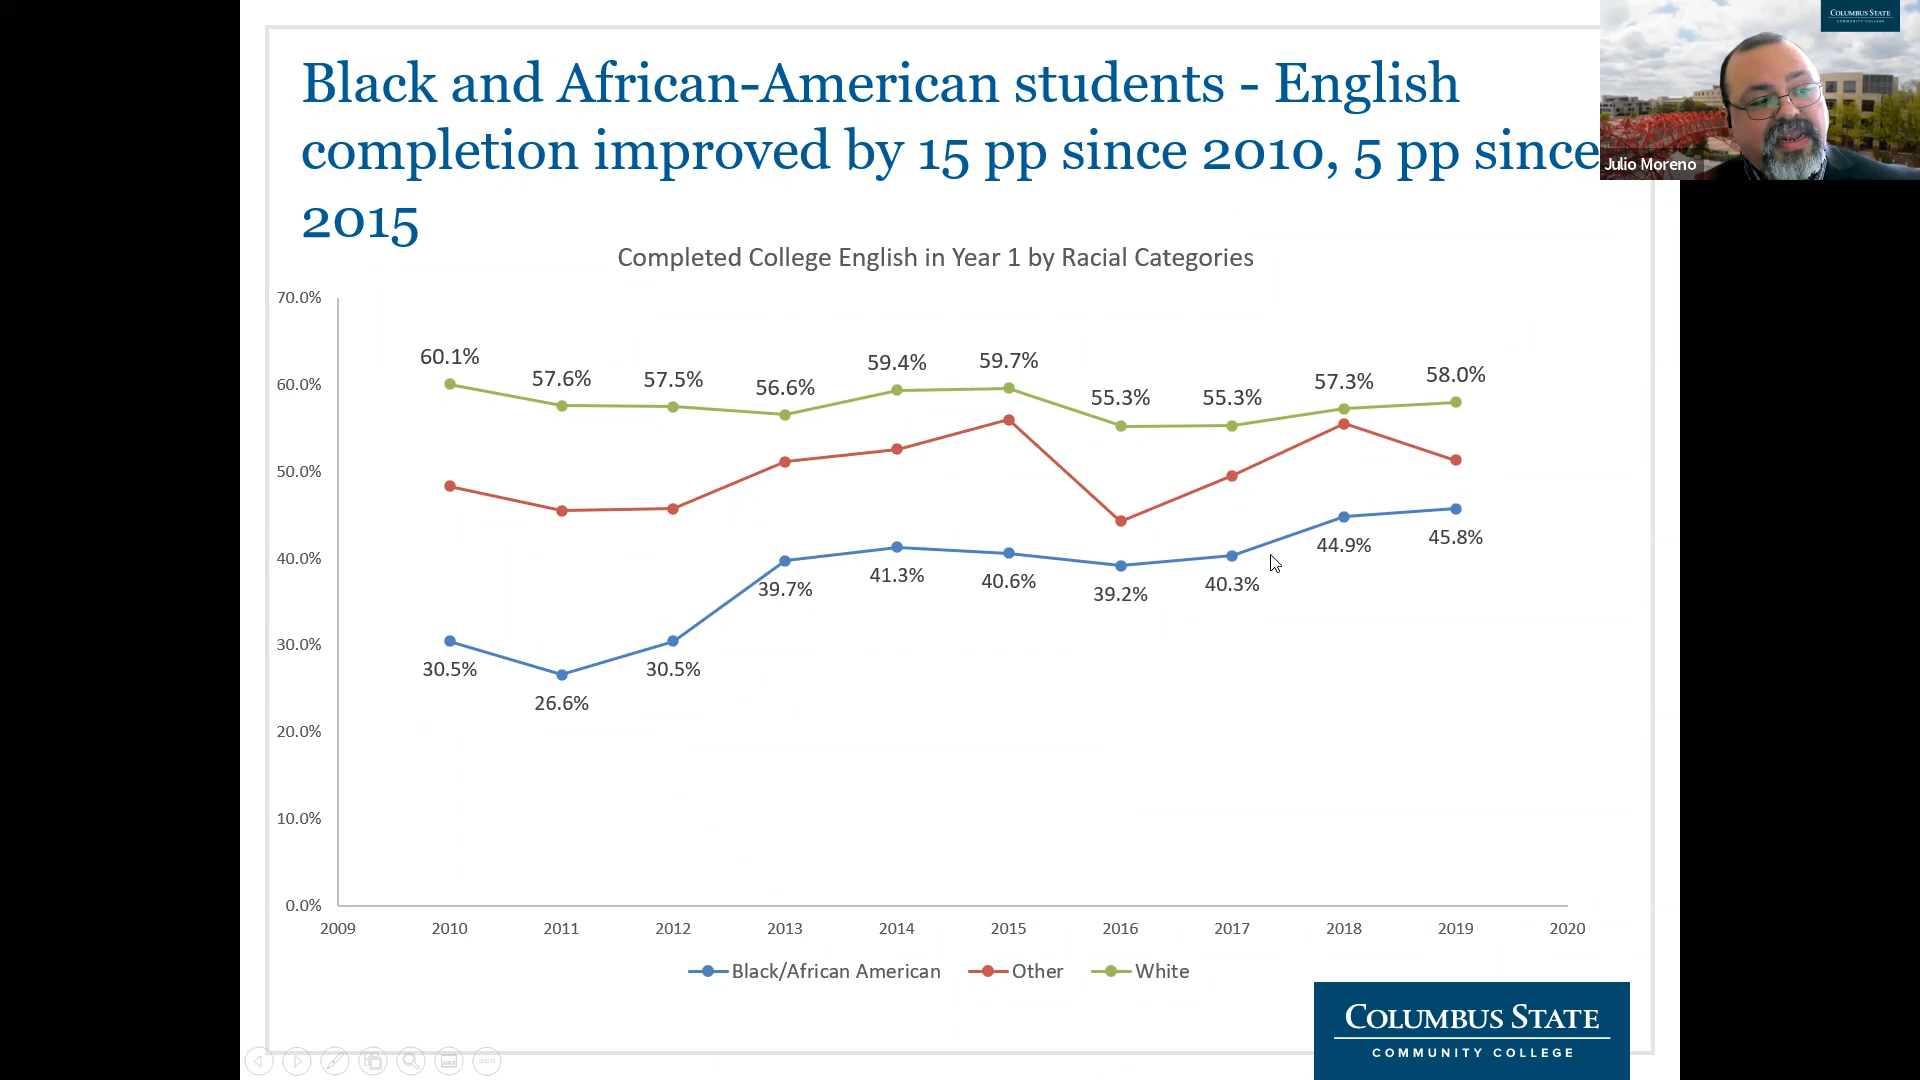 Black and African-American students - English
completion improved by 15 pp since 2010, 5 pp since
2015
COLUMBUS STATE
COMMUNITY COLLEGE
Julio Moreno
Completed College English in Year 1 by Racial Categories
70.0%
60.0%
50.0%
40.0%
30.0%
20.0%
10.0%
0.0%
60.1%
57.6%
57.5%
56.6%
59.4%
59.7%
55.3%
55.3%
57.3%
58.0%
30.5%
26.6%
30.5%
39.7%
41.3%
40.6%
39.2%
40.3%
44.9%
45.8%
2009 2010 2011 2012 2013 2014 2015 2016 2017 2018 2019 2020
Black/African American Other White
COLUMBUS STATE
COMMUNITY COLLEGE